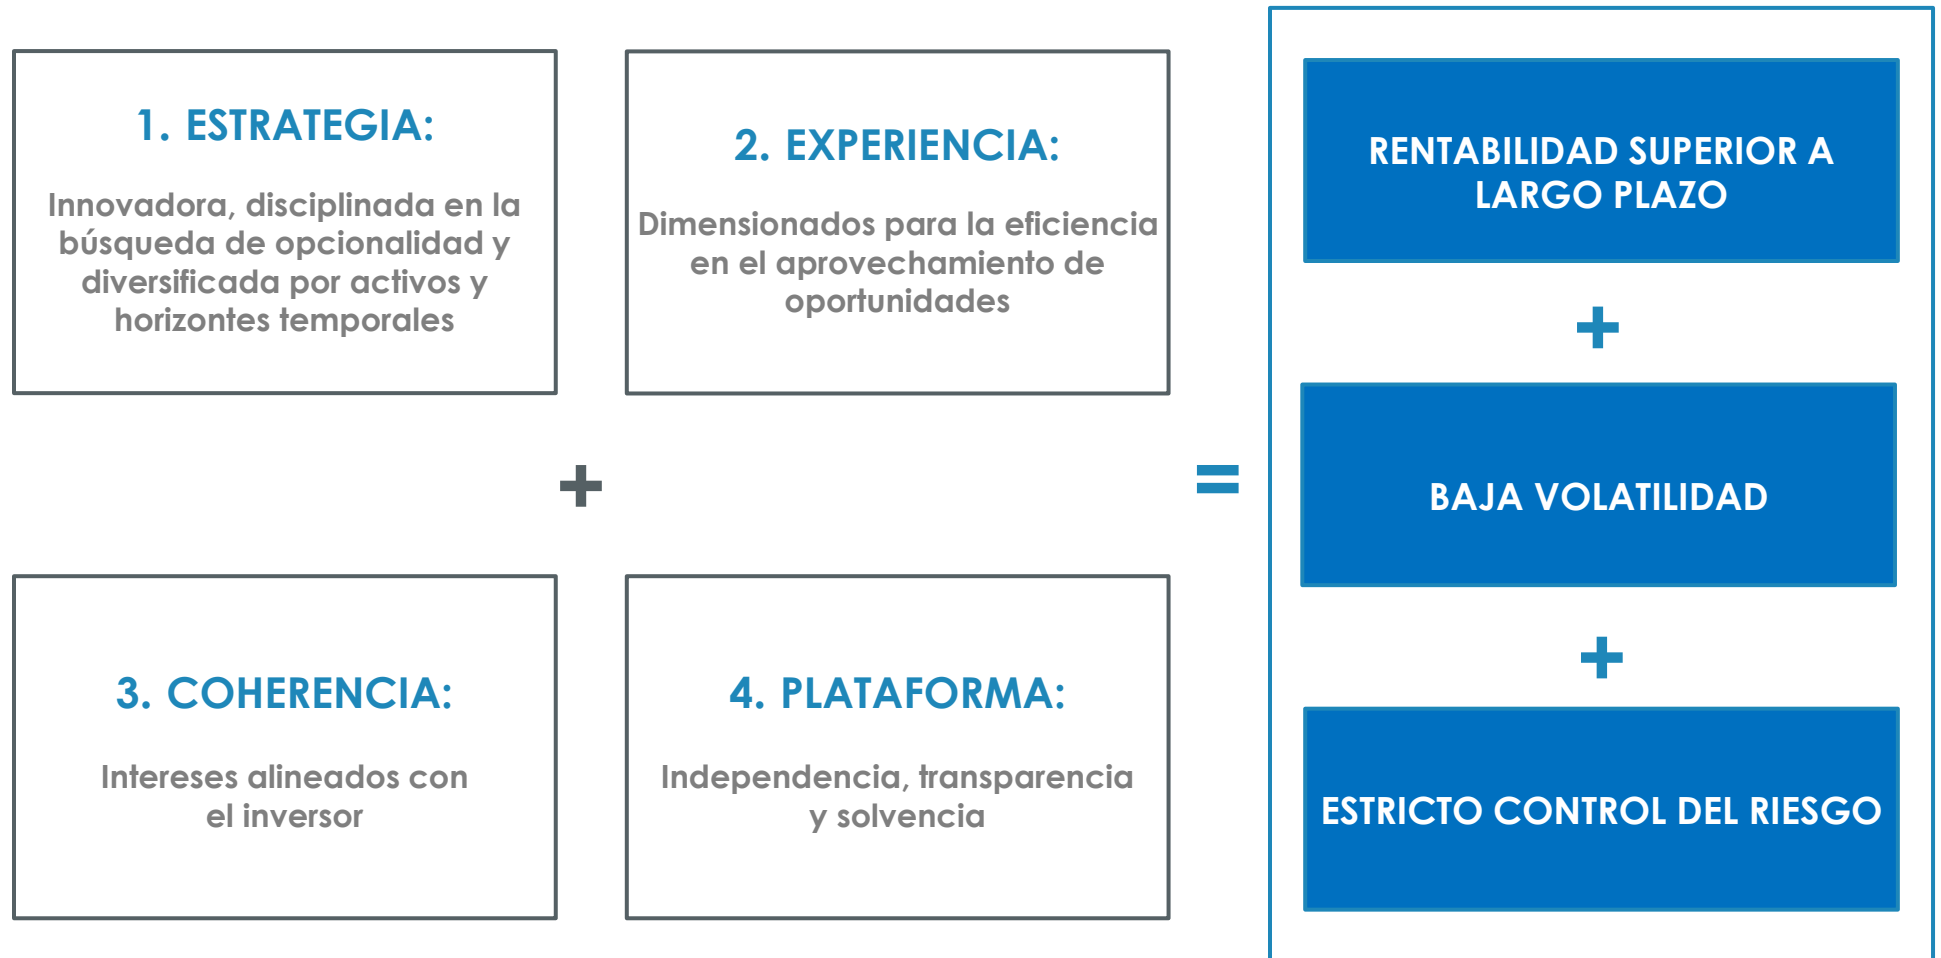 1. ESTRATEGIA:
Innovadora, disciplinada en la
búsqueda de opcionalidad y
diversificada por activos y
horizontes temporales
2. EXPERIENCIA:
Dimensionados para la eficiencia
en el aprovechamiento de
oportunidades
+
3. COHERENCIA:
Intereses alineados con
el inversor
4. PLATAFORMA:
Independencia, transparencia
y solvencia
=
RENTABILIDAD SUPERIOR A
LARGO PLAZO
+
BAJA VOLATILIDAD
+
ESTRICTO CONTROL DEL RIESGO